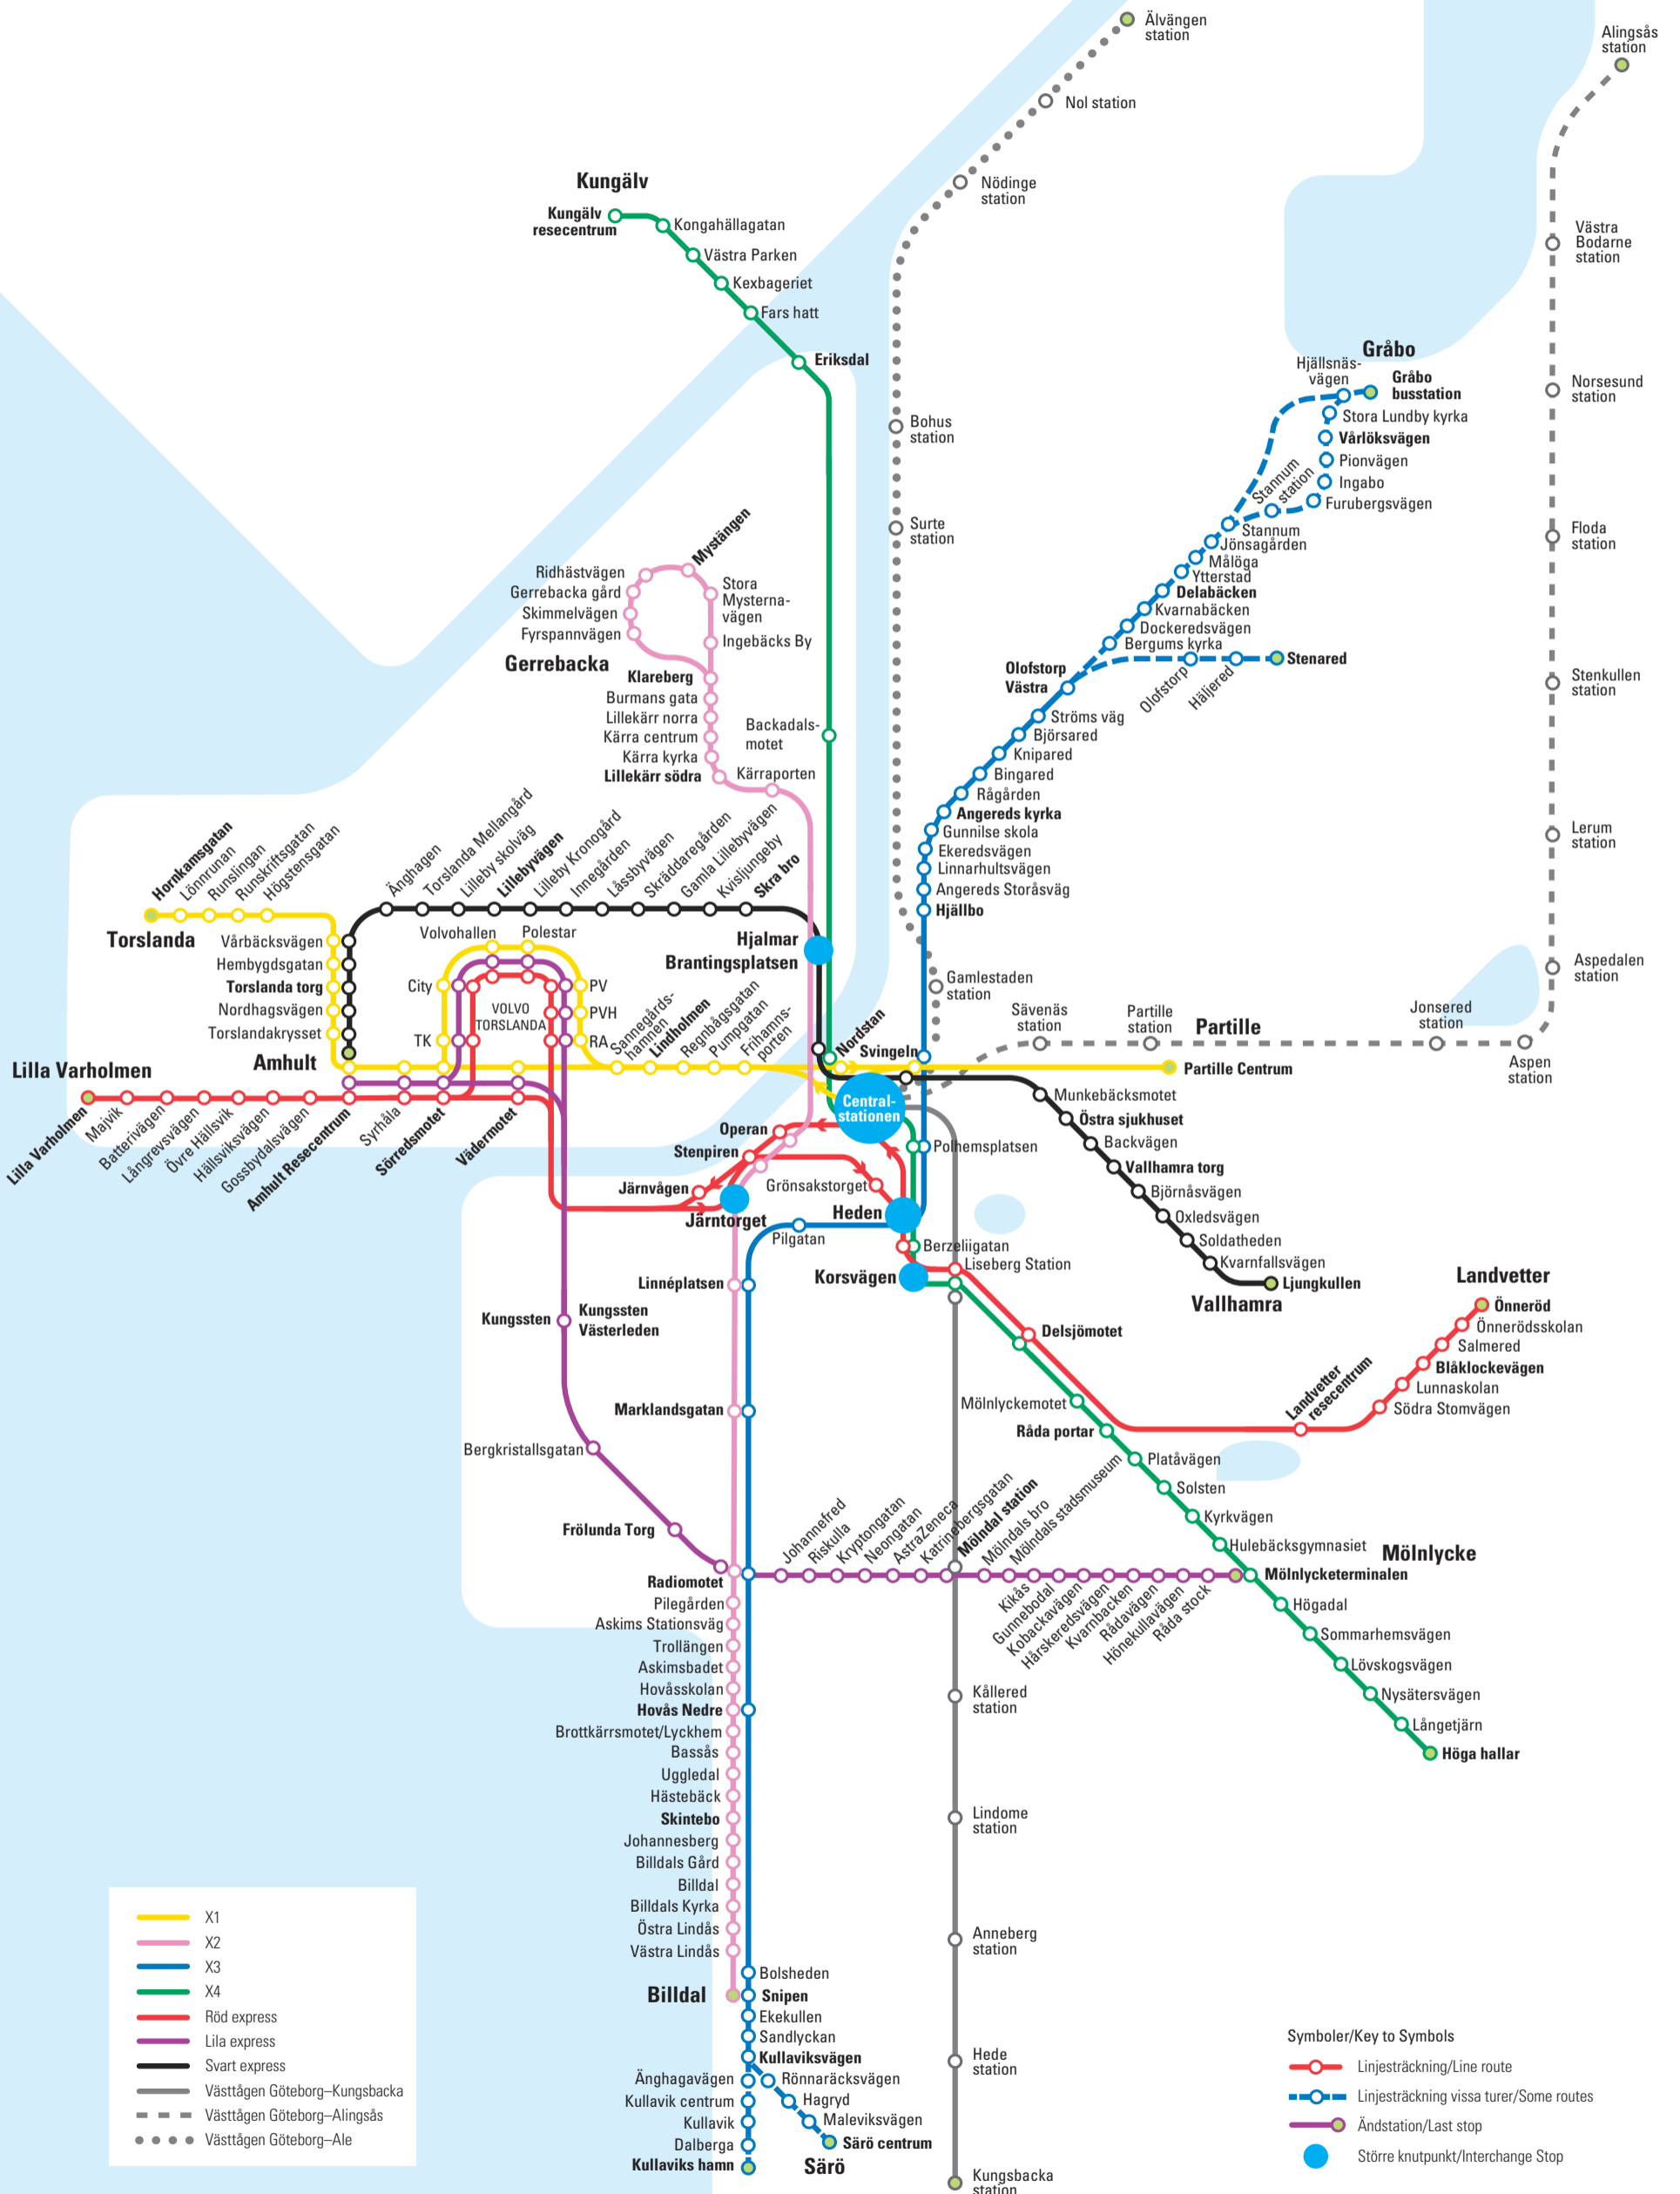 Älvängen
station
Alingsås
station
Nol station
Nödinge
station
Kungälv
Kungälv
resecentrum
Kongahällagatan
Västra Parken
Kexbageriet
Fars hatt
Eriksdal
Västra
Bodarne
station
Gråbo
Hjällsnäs-
vägen
Gråbo
busstation
Stora Lundby kyrka
Vårlöksvägen
Pionvägen
Ingabo
Furubergsvägen
Stannum
station
Stannum
Jönsagården
Målöga
Ytterstad
Delabäcken
Kvarnabäcken
Dockeredsvägen
Bergums kyrka
Norsesund
station
Bohus
station
Surte
station
Floda
station
Mystängen
Ridhästvägen
Gerrebacka gård
Skimmelvägen
Fyrspannvägen
Stora
Mysterna-
vägen
Ingebäcks By
Gerrebacka
Klareberg
Burmans gata
Lillekärr norra
Kärra centrum
Kärra kyrka
Lillekärr södra
Kärraporten
Backadals-
motet
Olofstorp
Västra
Olofstorp
Häljered
Stenared
Stenkullen
station
Ströms väg
Björsared
Knipared
Bingared
Rågården
Angereds kyrka
Gunnilse skola
Ekeredsvägen
Linnarhultsvägen
Angereds Storåsväg
Hjällbo
Lerum
station
Hornkamsgatan
Lönnrunan
Runslingan
Runskriftsgatan
Högstensgatan
Änghagen
Torslanda Mellangård
Lilleby skolväg
Lillebyvägen
Lilleby Kronogård
Innegården
Låssbyvägen
Skräddaregården
Gamla Lillebyvägen
Kvisljungeby
Skra bro
Torslanda
Vårbäcksvägen
Hembygdsgatan
Torslanda torg
Nordhagsvägen
Torslandakrysset
Volvohallen
Polestar
City
TK
VOLVO
TORSLANDA
PV
PVH
RA
Hjalmar
Brantingsplatsen
Gamlestaden
station
Aspedalen
station
Sävenäs
station
Partille
station
Partille
Jonsered
station
Aspen
station
Sannegårds-
hamnen
Lindholmen
Regnbågsgatan
Pumpgatan
Frihamns-
porten
Nordstan
Svingeln
Partille Centrum
Amhult
Lilla Varholmen
Lilla Varholmen
Majvik
Batterivägen
Långrevsvägen
Övre Hällsvik
Hällsviksvägen
Gossbydalsvägen
Amhult Resecentrum
Syrhåla
Sörredsmotet
Vädermotet
Central-
stationen
Munkebäcksmotet
Östra sjukhuset
Backvägen
Vallhamra torg
Björnåsvägen
Oxledsvägen
Soldatheden
Kvarnfallsvägen
Ljungkullen
Vallhamra
Operan
Stenpiren
Järnvågen
Järntorget
Grönsakstorget
Polhemsplatsen
Heden
Pilgatan
Berzeliigatan
Liseberg Station
Korsvägen
Linnéplatsen
Kungssten
Kungssten
Västerleden
Delsjömotet
Landvetter
Önneröd
Önnerödsskolan
Salmered
Blåklockevägen
Lunnaskolan
Södra Stomvägen
Landvetter
resecentrum
Marklandsgatan
Mölnlyckemotet
Råda portar
Platåvägen
Solsten
Kyrkvägen
Hulebäcksgymnasiet
Bergkristallsgatan
Frölunda Torg
Radiomotet
Johannefred
Riskulla
Kryptongatan
Neongatan
AstraZeneca
Katrinebergsgatan
Mölndal station
Mölndals bro
Mölndals stadsmuseum
Kikås
Gunnebodal
Kobackavägen
Hårskeredsvägen
Kvarnbacken
Rådavägen
Hönekullavägen
Råda stock
Mölnlycke
Mölnlycketerminalen
Högadal
Sommarhemsvägen
Lövskogsvägen
Nysätersvägen
Långetjärn
Höga hallar
Pilegården
Askims Stationsväg
Trollängen
Askimsbadet
Hovåsskolan
Hovås Nedre
Brottkärrsmotet/Lyckhem
Bassås
Uggledal
Hästebäck
Skintebo
Johannesberg
Billdals Gård
Billdal
Billdals Kyrka
Östra Lindås
Västra Lindås
Billdal
Kållered
station
Lindome
station
Anneberg
station
Hede
station
Kungsbacka
station
Bolsheden
Snipen
Ekekullen
Sandlyckan
Kullaviksvägen
Änghagavägen
Kullavik centrum
Kullavik
Dalberga
Kullaviks hamn
Rönnaräcksvägen
Hagryd
Maleviksvägen
Särö centrum
Särö
X1
X2
X3
X4
Röd express
Lila express
Svart express
Västtågen Göteborg–Kungsbacka
Västtågen Göteborg–Alingsås
Västtågen Göteborg–Ale
Symboler/Key to Symbols
Linjesträckning/Line route
Linjesträckning vissa turer/Some routes
Ändstation/Last stop
Större knutpunkt/Interchange Stop